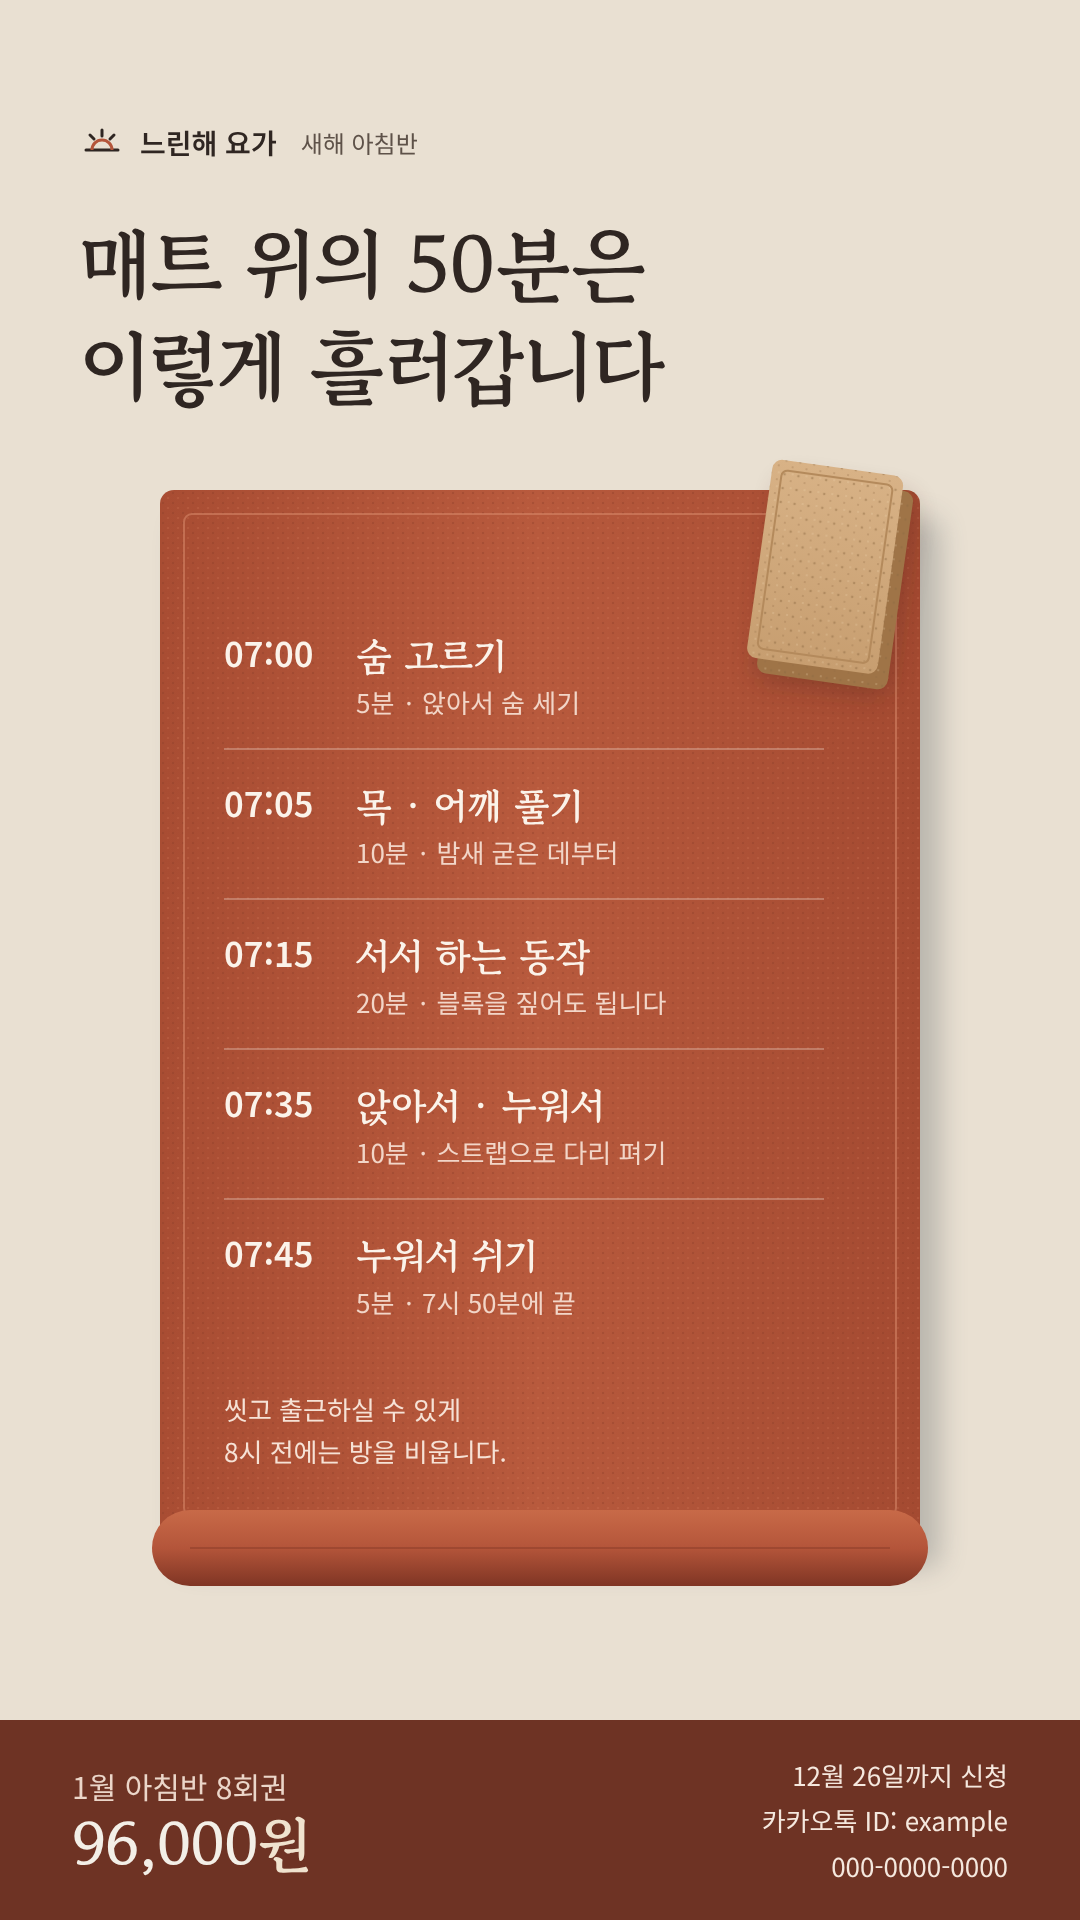 느린해 요가 새해 아침반
매트 위의 50분은
이렇게 흘러갑니다
07:00 숨 고르기
5분 · 앉아서 숨 세기
07:05 목 · 어깨 풀기
10분 · 밤새 굳은 데부터
07:15 서서 하는 동작
20분 · 블록을 짚어도 됩니다
07:35 앉아서 · 누워서
10분 · 스트랩으로 다리 펴기
07:45 누워서 쉬기
5분 · 7시 50분에 끝
씻고 출근하실 수 있게
8시 전에는 방을 비웁니다.
1월 아침반 8회권
96,000원
12월 26일까지 신청
카카오톡 ID: example
000-0000-0000